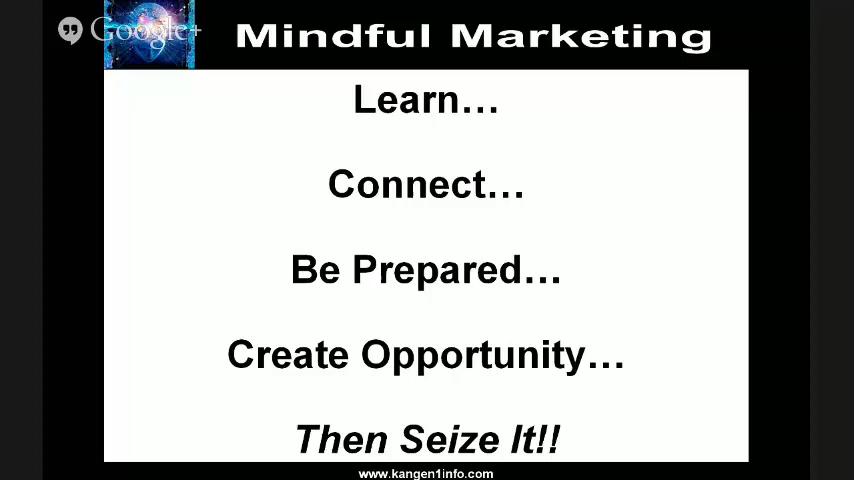 Google+
Mindful Marketing
Learn...
Connect...
Be Prepared...
Create Opportunity...
Then Seize It!!
www.kangen1info.com